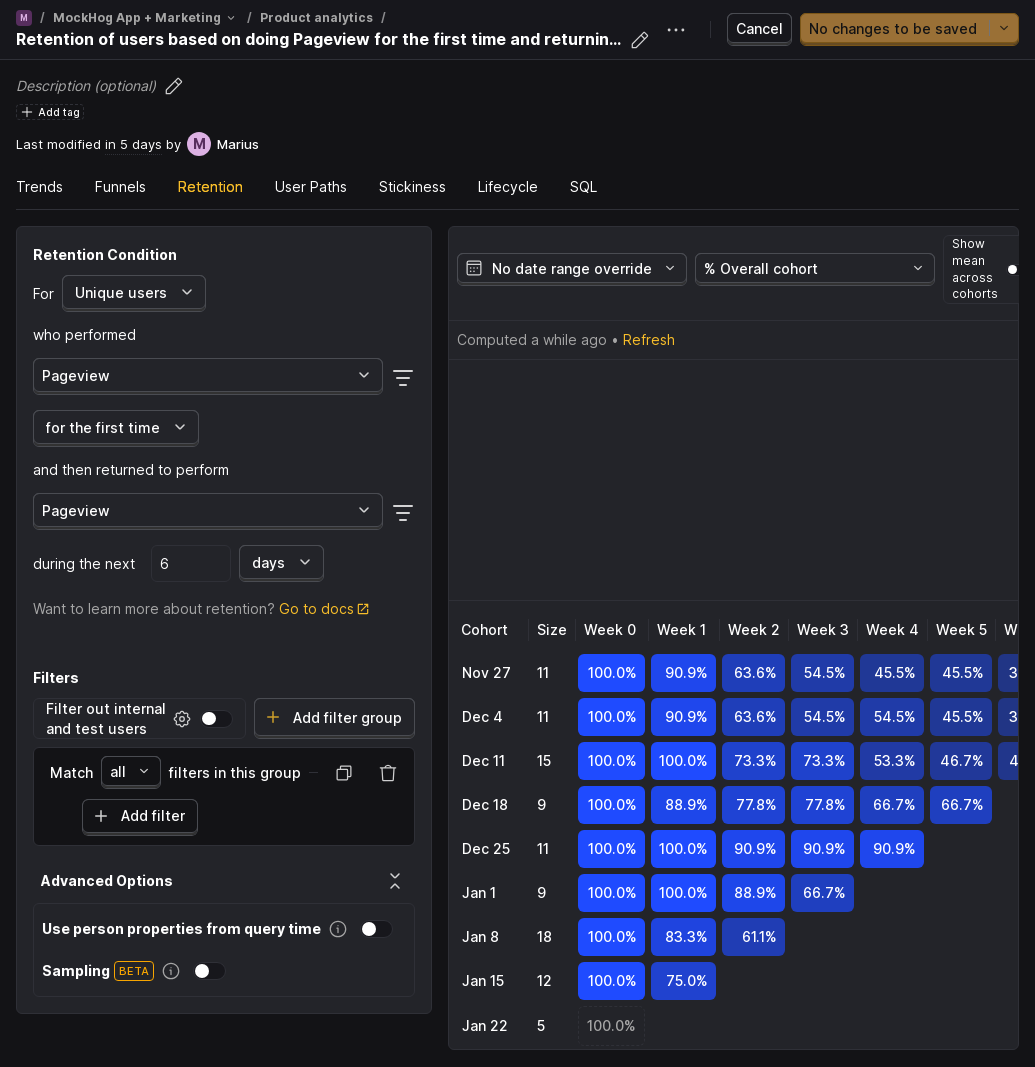 M / MockHog App + Marketing / Product analytics /
Retention of users based on doing Pageview for the first time and returnin...
Cancel
No changes to be saved
Description (optional)
Add tag
Last modified in 5 days by M Marius
Trends Funnels Retention User Paths Stickiness Lifecycle SQL
Retention Condition
For Unique users
who performed
Pageview
for the first time
and then returned to perform
Pageview
during the next 6 days
Want to learn more about retention? Go to docs
Filters
Filter out internal
and test users
Add filter group
Match all filters in this group
Add filter
Advanced Options
Use person properties from query time
Sampling BETA
No date range override
% Overall cohort
Show
mean
across
cohorts
Computed a while ago • Refresh
Cohort Size Week 0 Week 1 Week 2 Week 3 Week 4 Week 5 W
Nov 27 11 100.0% 90.9% 63.6% 54.5% 45.5% 45.5% 3
Dec 4 11 100.0% 90.9% 63.6% 54.5% 54.5% 45.5% 3
Dec 11 15 100.0% 100.0% 73.3% 73.3% 53.3% 46.7% 4
Dec 18 9 100.0% 88.9% 77.8% 77.8% 66.7% 66.7%
Dec 25 11 100.0% 100.0% 90.9% 90.9% 90.9%
Jan 1 9 100.0% 100.0% 88.9% 66.7%
Jan 8 18 100.0% 83.3% 61.1%
Jan 15 12 100.0% 75.0%
Jan 22 5 100.0%